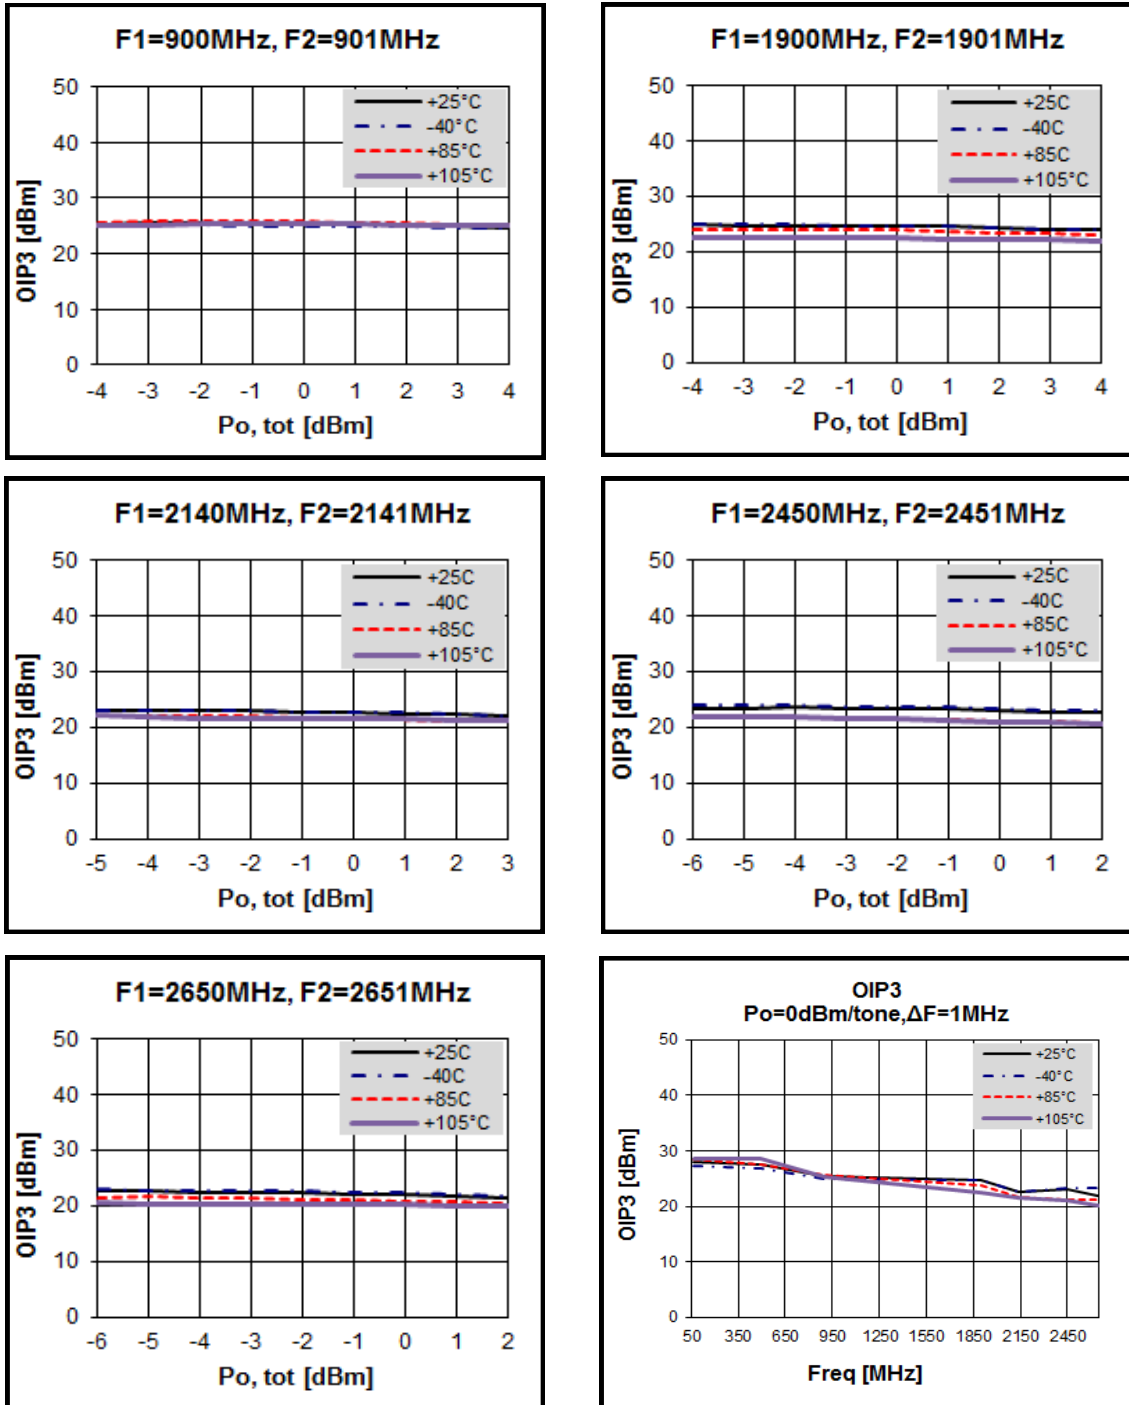 F1=900MHz, F2=901MHz
50
40
30
20
10
0
OIP3 [dBm]
+25°C
-40°C
+85°C
+105°C
-4 -3 -2 -1 0 1 2 3 4
Po, tot [dBm]
F1=1900MHz, F2=1901MHz
50
40
30
20
10
0
OIP3 [dBm]
+25C
-40C
+85C
+105°C
-4 -3 -2 -1 0 1 2 3 4
Po, tot [dBm]
F1=2140MHz, F2=2141MHz
50
40
30
20
10
0
OIP3 [dBm]
+25C
-40C
+85C
+105°C
-5 -4 -3 -2 -1 0 1 2 3
Po, tot [dBm]
F1=2450MHz, F2=2451MHz
50
40
30
20
10
0
OIP3 [dBm]
+25C
-40C
+85C
+105°C
-6 -5 -4 -3 -2 -1 0 1 2
Po, tot [dBm]
F1=2650MHz, F2=2651MHz
50
40
30
20
10
0
OIP3 [dBm]
+25C
-40C
+85C
+105°C
-6 -5 -4 -3 -2 -1 0 1 2
Po, tot [dBm]
OIP3
Po=0dBm/tone,ΔF=1MHz
50
40
30
20
10
0
OIP3 [dBm]
+25°C
-40°C
+85°C
+105°C
50 350 650 950 1250 1550 1850 2150 2450
Freq [MHz]